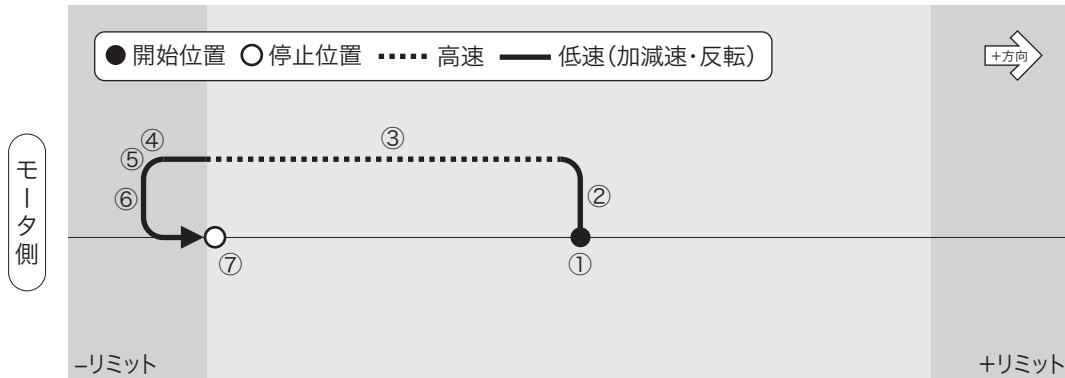 開始位置 停止位置 高速 低速(加減速・反転)
+方向
④
③
⑤
②
⑥
モータ側
⑦
①
−リミット
+リミット